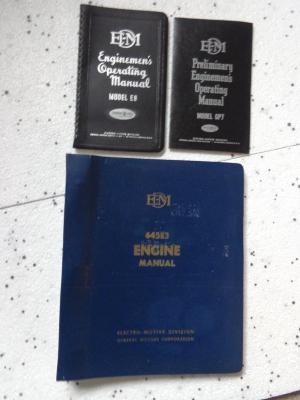 EMD
Enginemen's
Operating
Manual
MODEL E8
EMD
Preliminary
Enginemen's
Operating
Manual
MODEL GP7
EMD
645E3
ENGINE
MANUAL
ELECTRO-MOTIVE DIVISION
GENERAL MOTORS CORPORATION